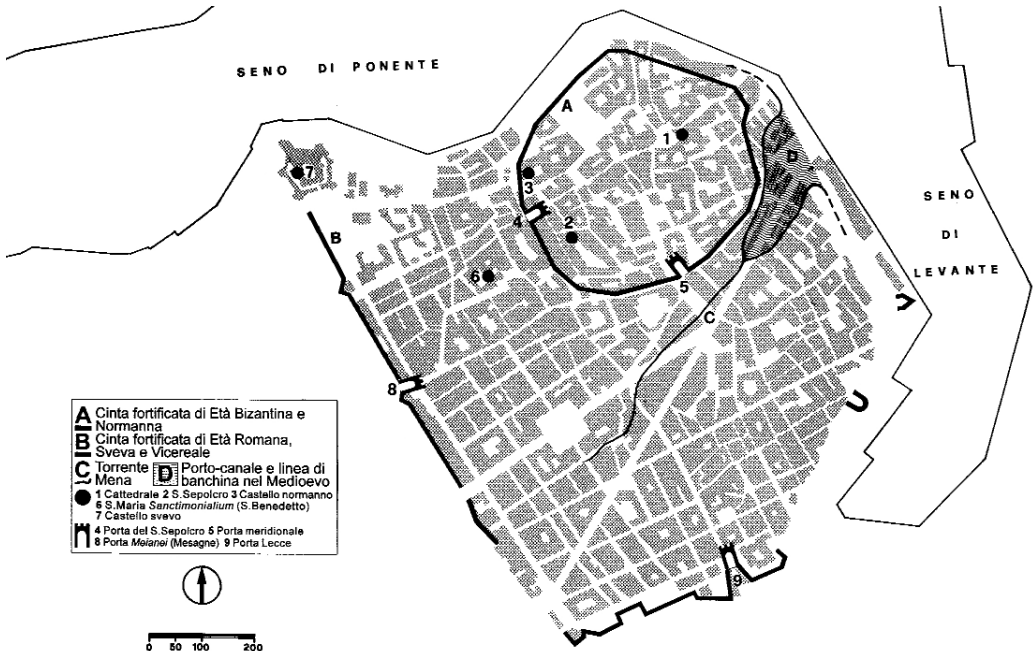 SENO DI PONENTE
A
1
7
3
D
4
2
SENO
DI
LEVANTE
B
6
5
C
8
A Cinta fortificata di Età Bizantina e
Normanna
B Cinta fortificata di Età Romana,
Sveva e Vicereale
C Torrente
Mena
D Porto-canale e linea di
banchina nel Medioevo
1 Cattedrale 2 S.Sepolcro 3 Castello normanno
6 S.Maria Sanctimonialium (S.Benedetto)
7 Castello svevo
4 Porta del S.Sepolcro 5 Porta meridionale
8 Porta Meianei (Mesagne) 9 Porta Lecce
9
0 50 100 200